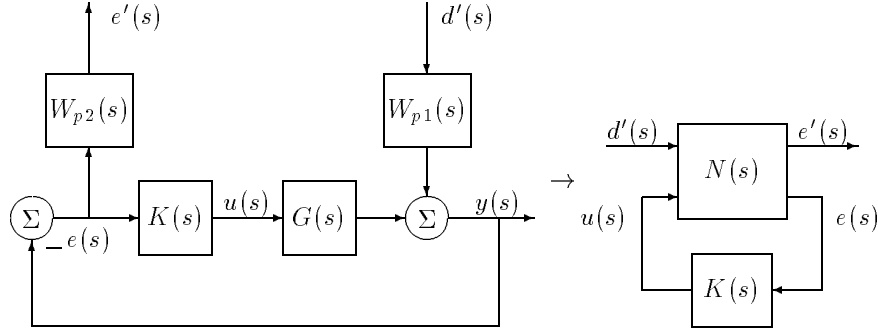 e′(s)
d′(s)
W_{p2}(s)
W_{p1}(s)
d′(s)
e′(s)
N(s)
→
Σ
K(s)
u(s)
G(s)
Σ
y(s)
u(s)
e(s)
− e(s)
K(s)